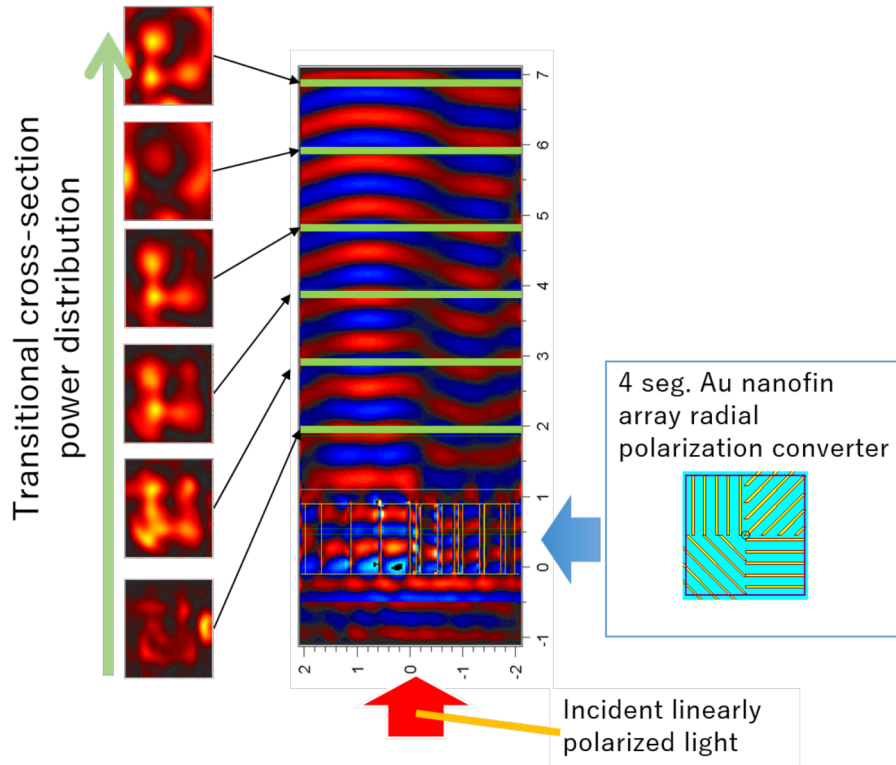 Transitional cross-section
power distribution
7
6
5
4
3
2
1
0
-1
2
1
0
-1
-2
4 seg. Au nanofin
array radial
polarization converter
Incident linearly
polarized light